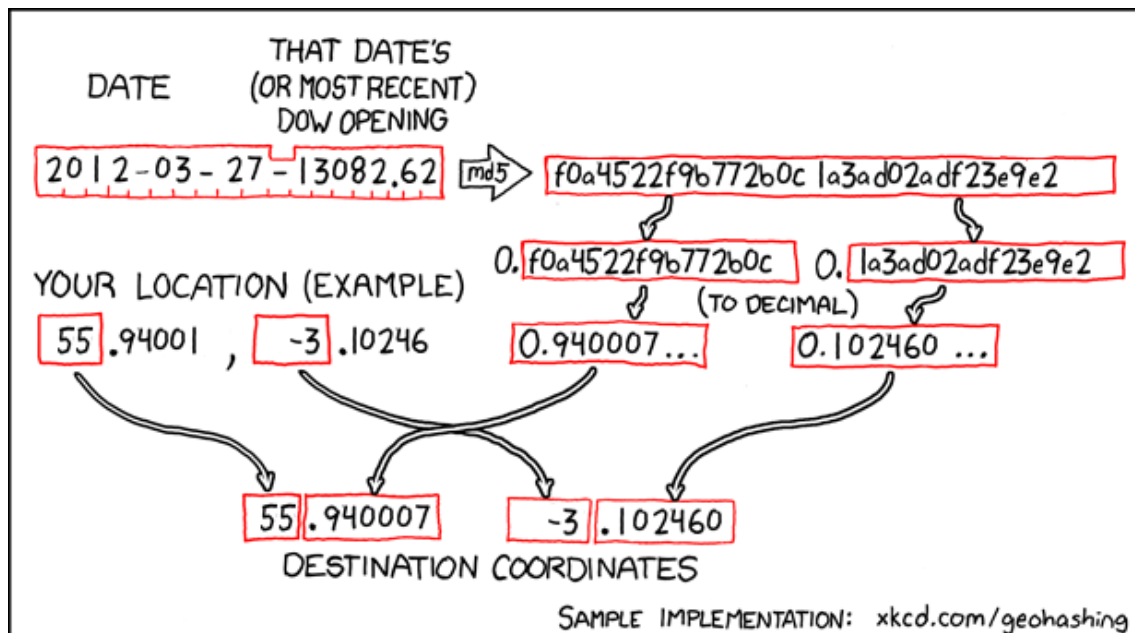 DATE
THAT DATE'S
(OR MOST RECENT)
DOW OPENING
2012-03-27-13082.62
md5
f0a4522f9b772b0c1a3ad02adf23e9e2
0.f0a4522f9b772b0c
0.1a3ad02adf23e9e2
YOUR LOCATION (EXAMPLE)
(TO DECIMAL)
55.94001, -3.10246
0.940007...
0.102460 ...
55.940007
-3.102460
DESTINATION COORDINATES
SAMPLE IMPLEMENTATION: xkcd.com/geohashing